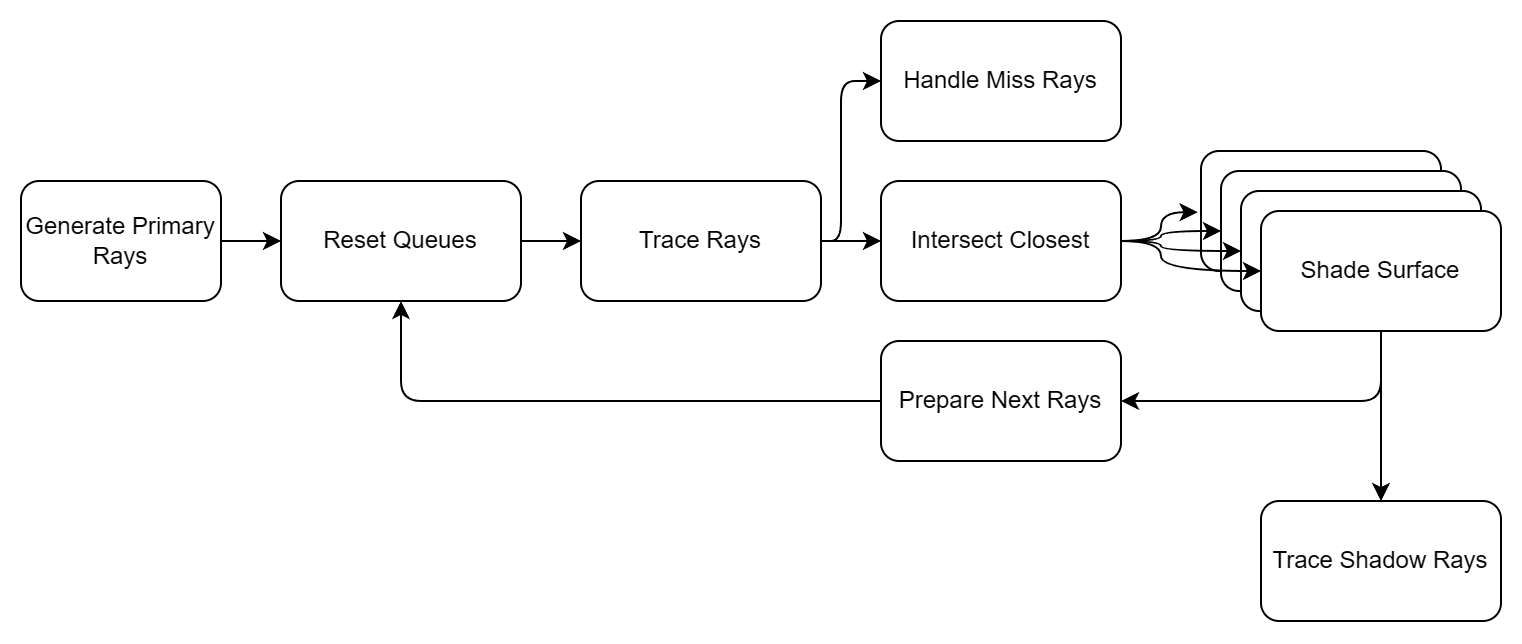 Handle Miss Rays
Generate Primary
Rays
Reset Queues
Trace Rays
Intersect Closest
Shade Surface
Prepare Next Rays
Trace Shadow Rays